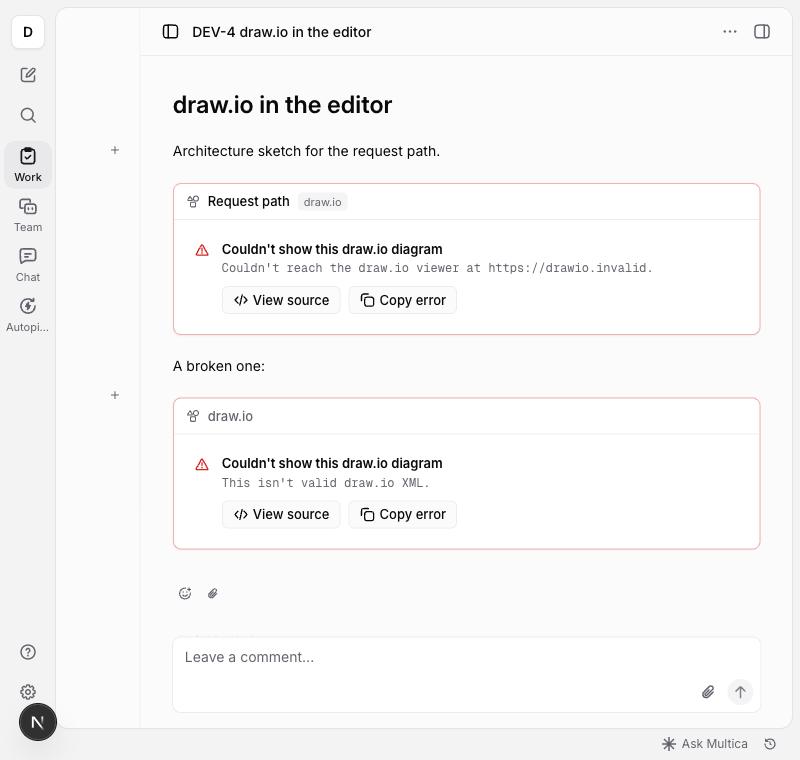 D
DEV-4 draw.io in the editor
Work
Team
Chat
Autopi...
draw.io in the editor
Architecture sketch for the request path.
Request path draw.io
Couldn't show this draw.io diagram
Couldn't reach the draw.io viewer at https://drawio.invalid.
View source Copy error
A broken one:
draw.io
Couldn't show this draw.io diagram
This isn't valid draw.io XML.
View source Copy error
Leave a comment...
N
Ask Multica